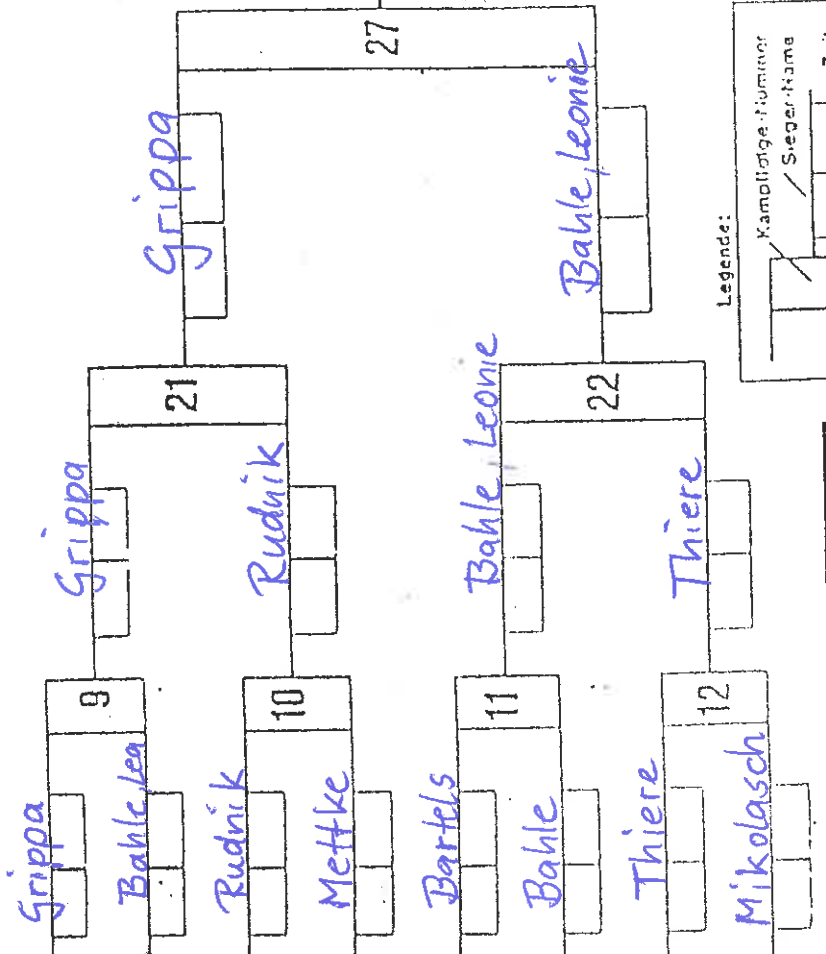 27
Grippa
Bahle, Leonie
21
22
Grippa
Rudnik
Bahle Leonie
Thiere
9
10
11
12
Grippa
Bahle, Lea
Rudnik
Mettke
Bartels
Bahle
Thiere
Mikolasch
Legende:
Kampffolge-Nummer
Sieger-Name